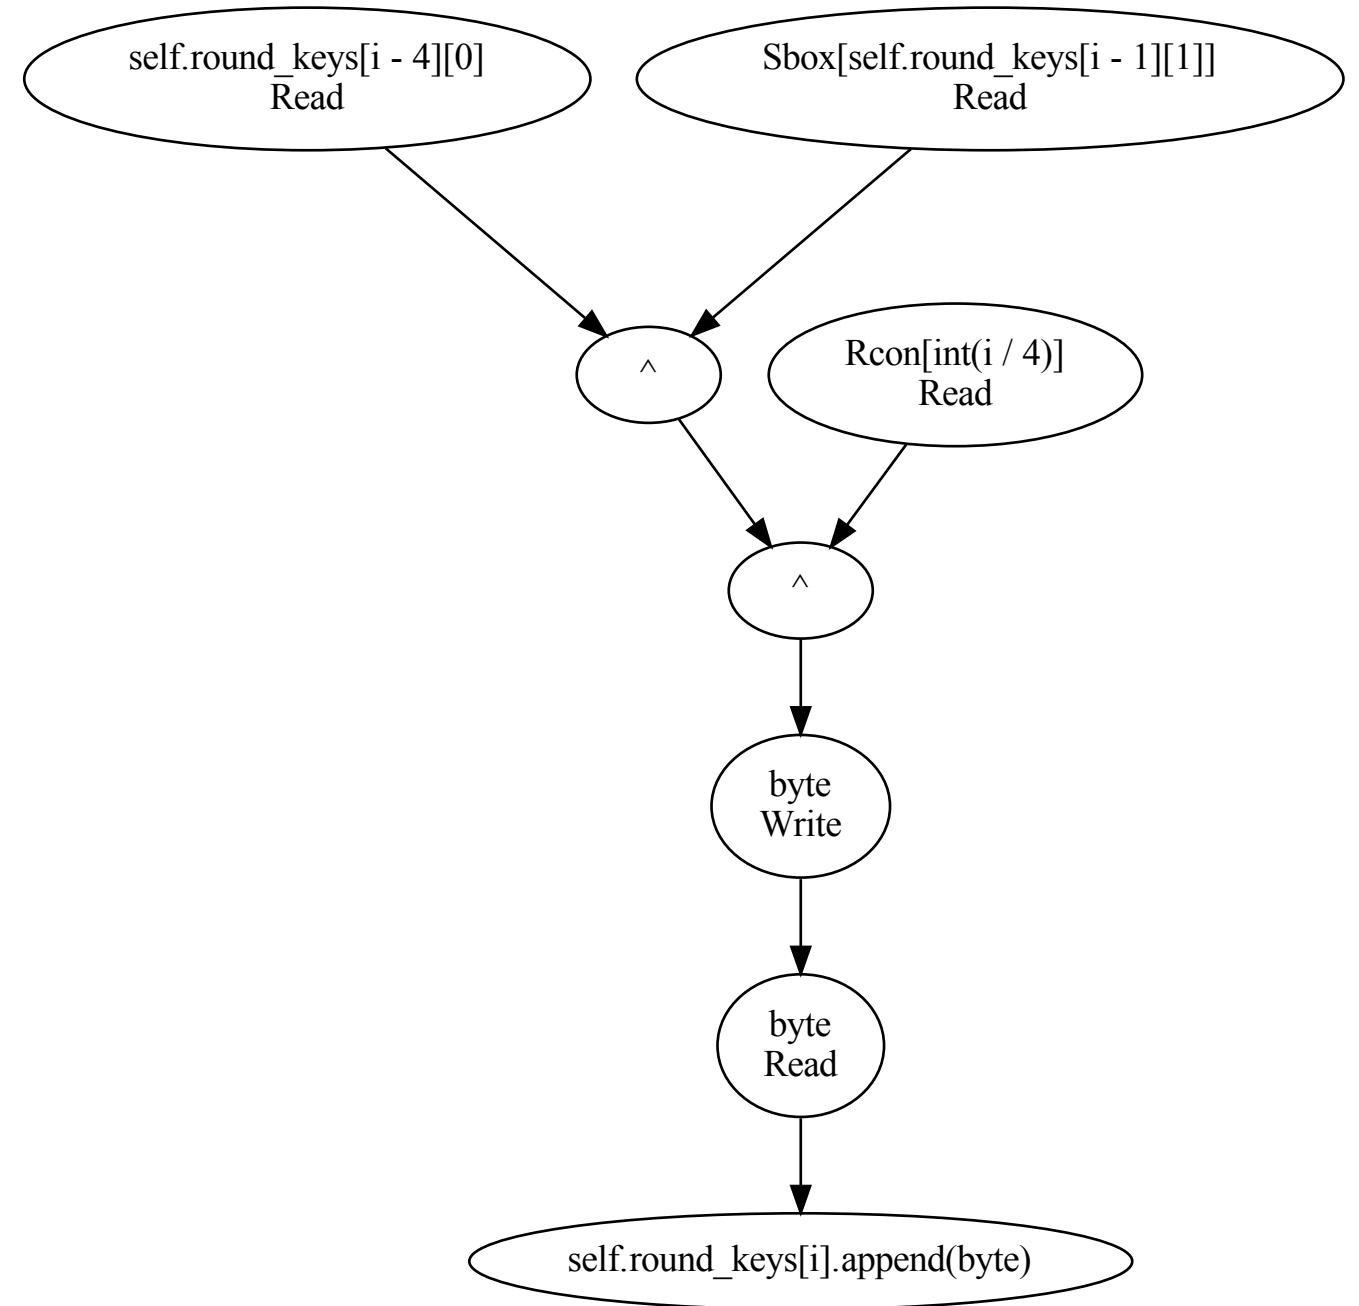 self.round_keys[i - 4][0]
Read
Sbox[self.round_keys[i - 1][1]]
Read
^
Rcon[int(i / 4)]
Read
^
byte
Write
byte
Read
self.round_keys[i].append(byte)